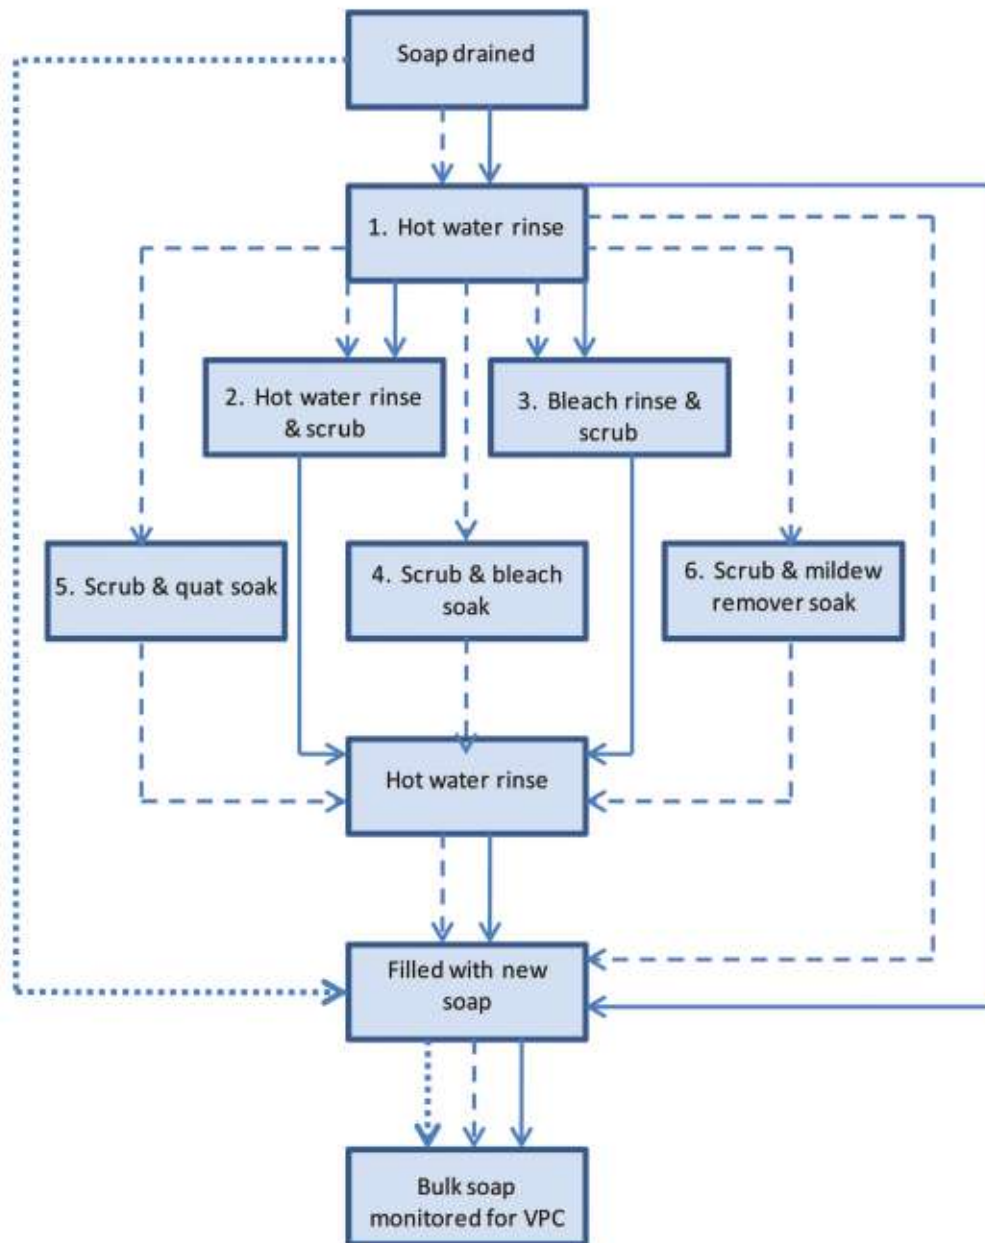 Soap drained
1. Hot water rinse
2. Hot water rinse
& scrub
3. Bleach rinse &
scrub
5. Scrub & quat soak
4. Scrub & bleach
soak
6. Scrub & mildew
remover soak
Hot water rinse
Filled with new
soap
Bulk soap
monitored for VPC